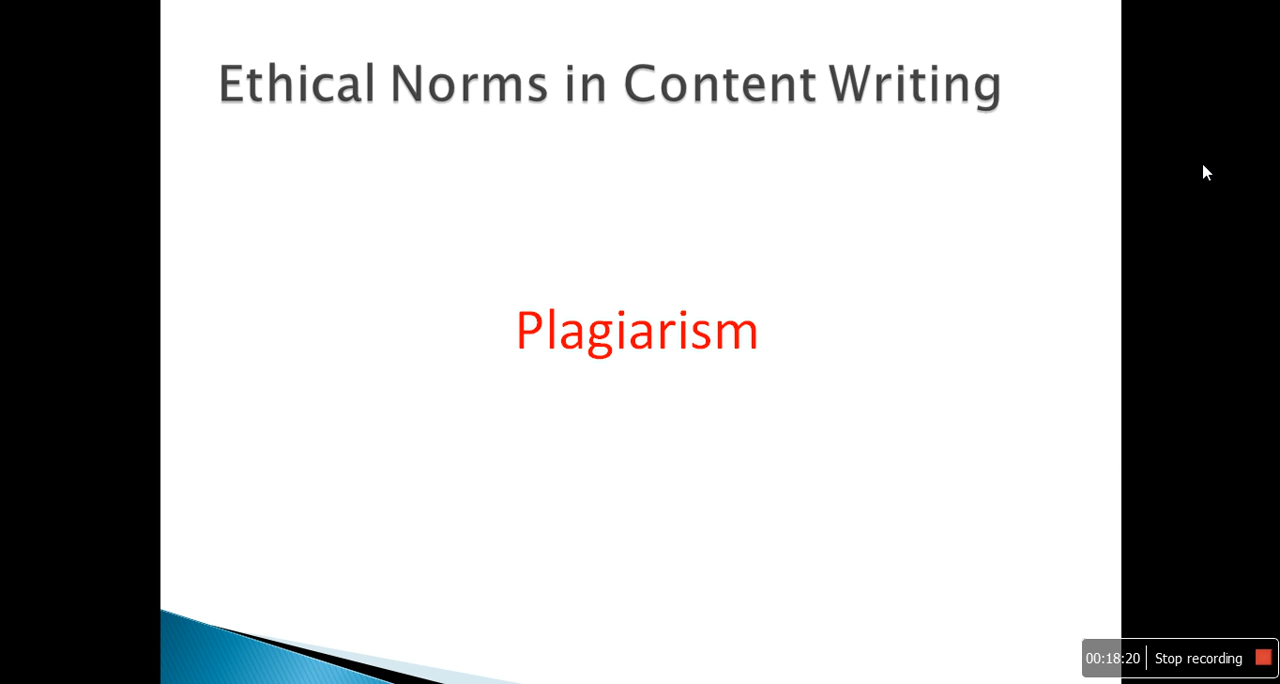 Ethical Norms in Content Writing
Plagiarism
00:18:20 Stop recording